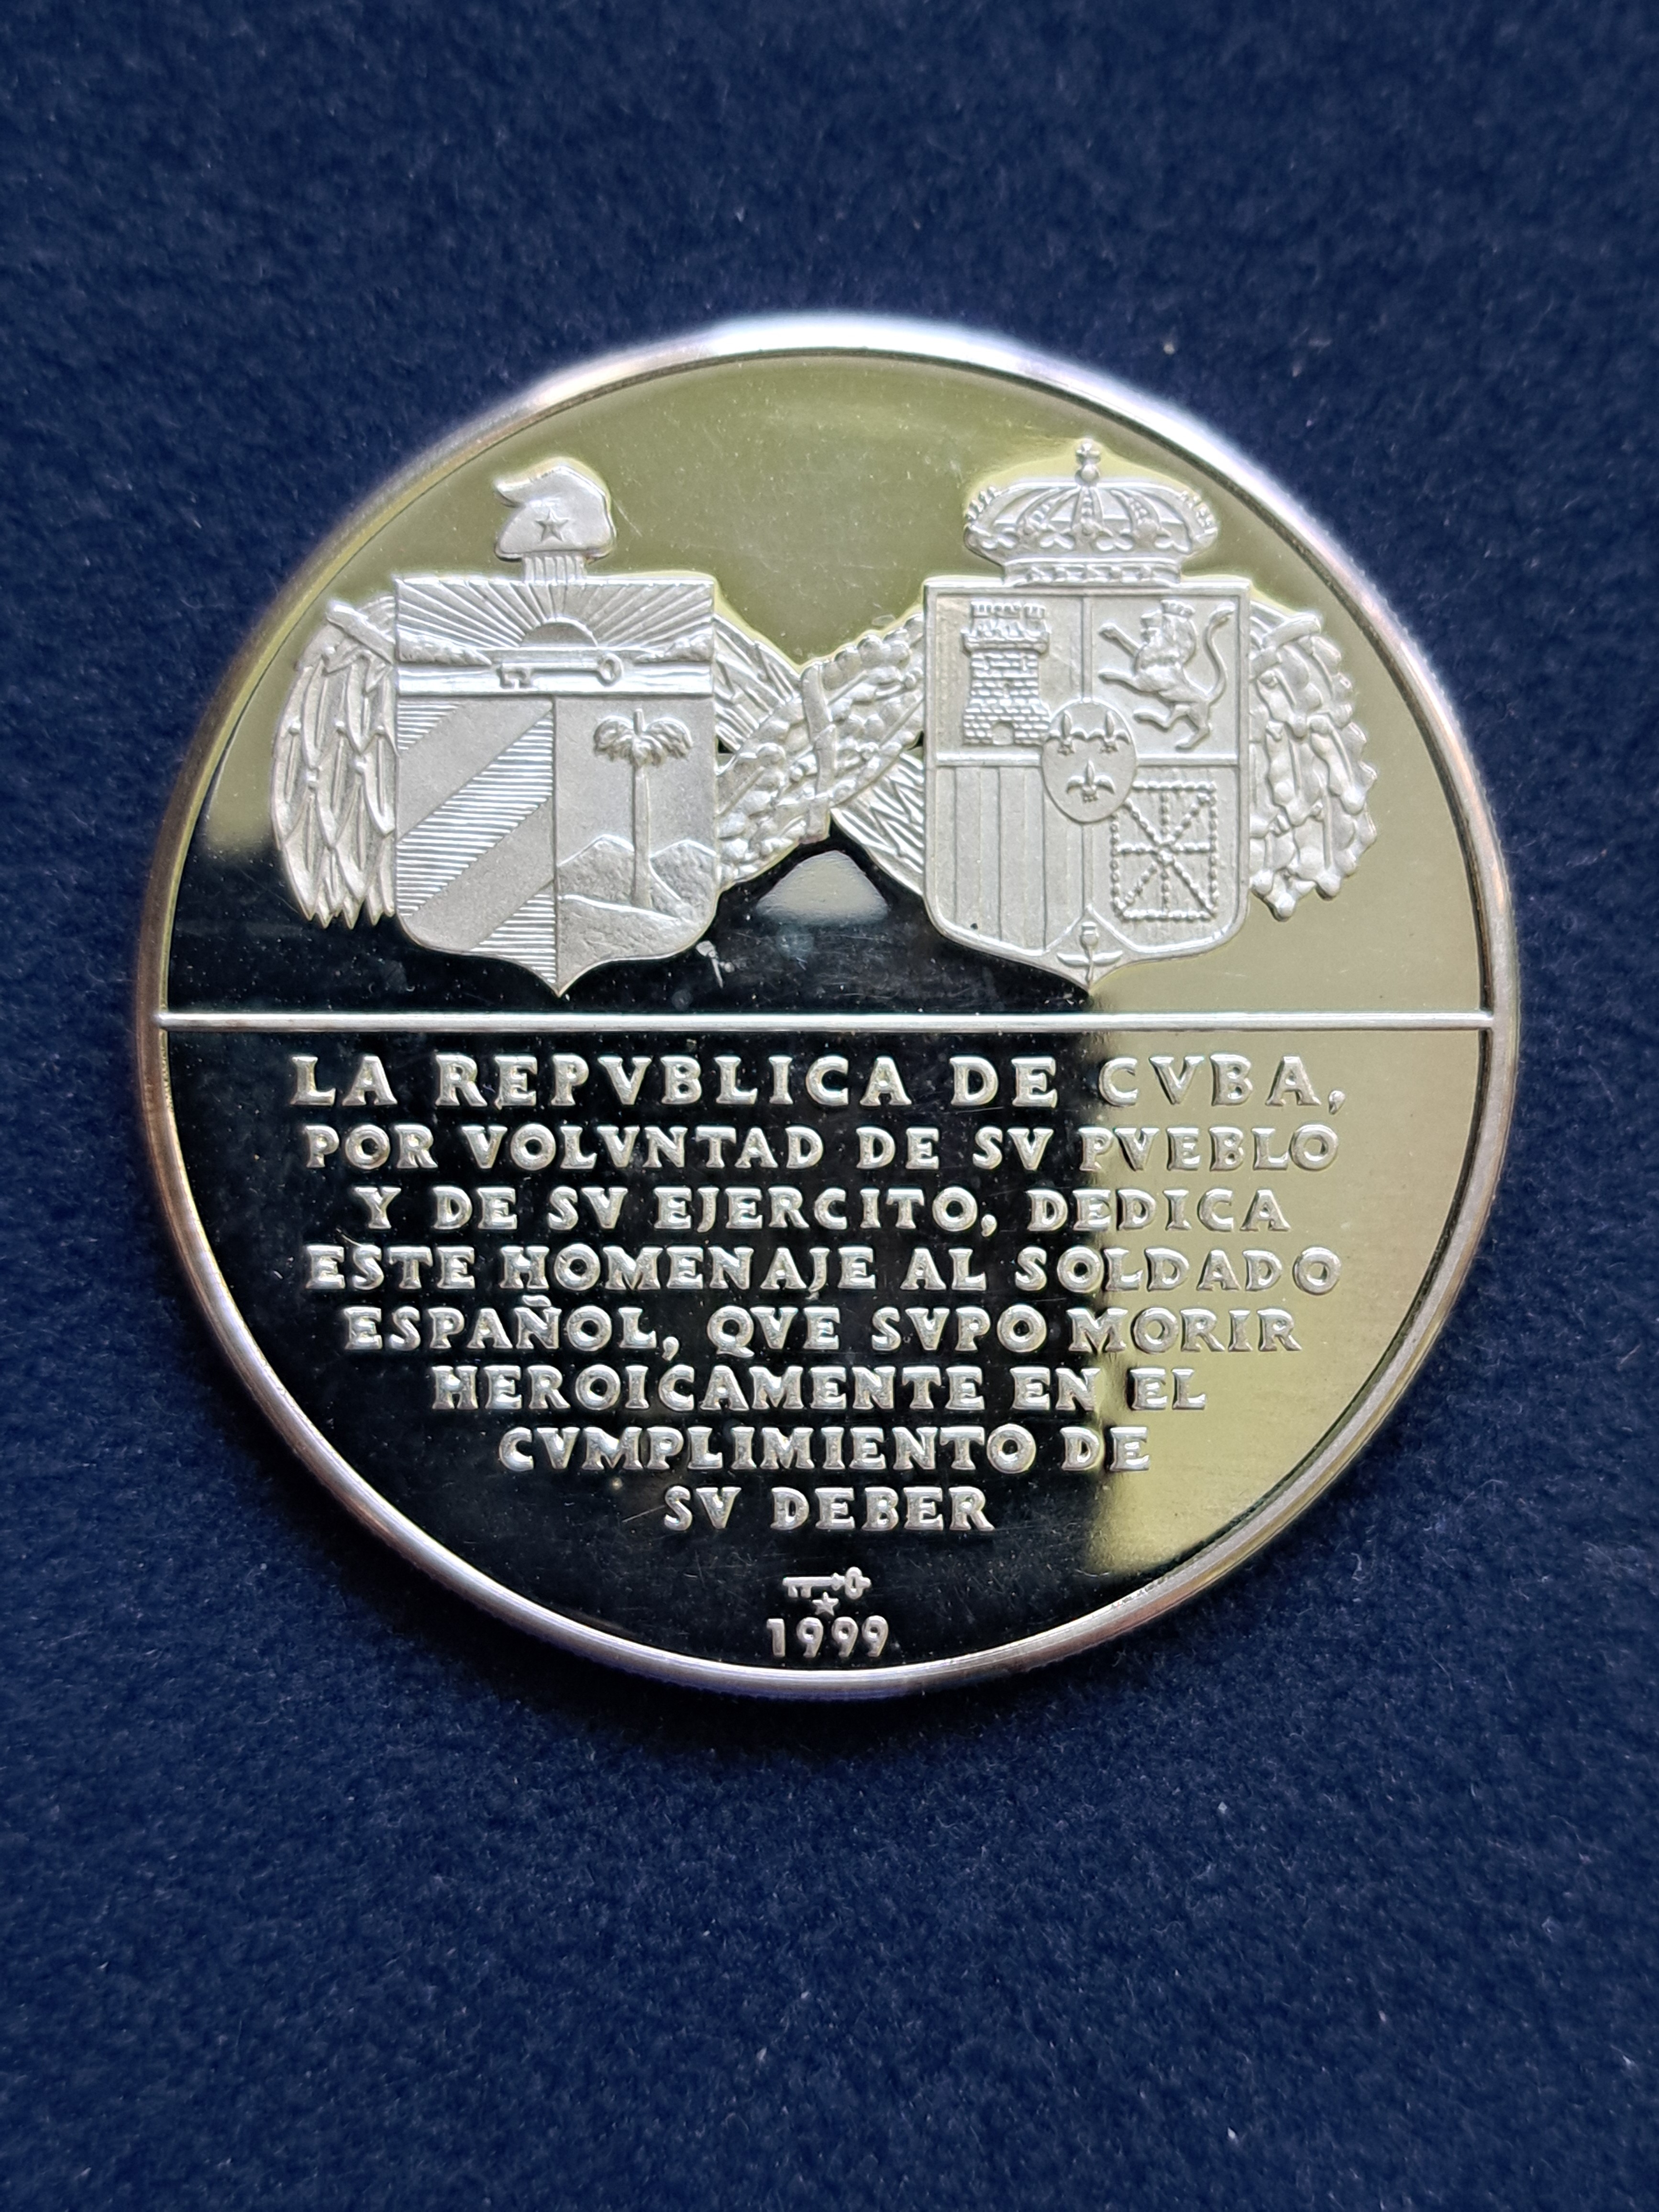 LA REPVBLICA DE CVBA,
POR VOLVNTAD DE SV PVEBLO
Y DE SV EJERCITO, DEDICA
ESTE HOMENAJE AL SOLDADO
ESPAÑOL, QVE SVPO MORIR
HEROICAMENTE EN EL
CVMPLIMIENTO DE
SV DEBER
1999